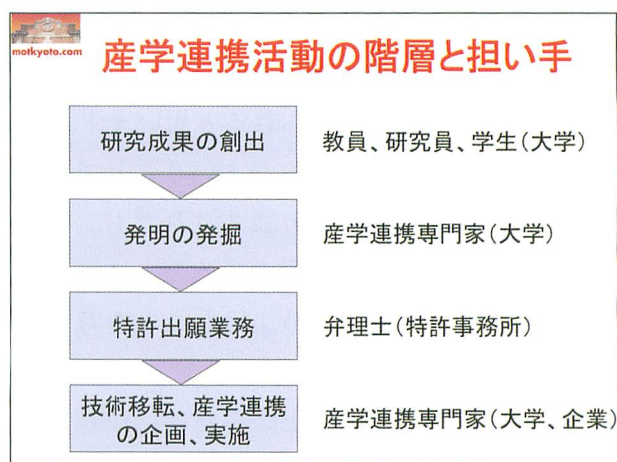 motkyoto.com
産学連携活動の階層と担い手
研究成果の創出
教員、研究員、学生(大学)
発明の発掘
産学連携専門家(大学)
特許出願業務
弁理士(特許事務所)
技術移転、産学連携
の企画、実施
産学連携専門家(大学、企業)